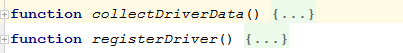 function collectDriverData() {...}
function registerDriver() {...}